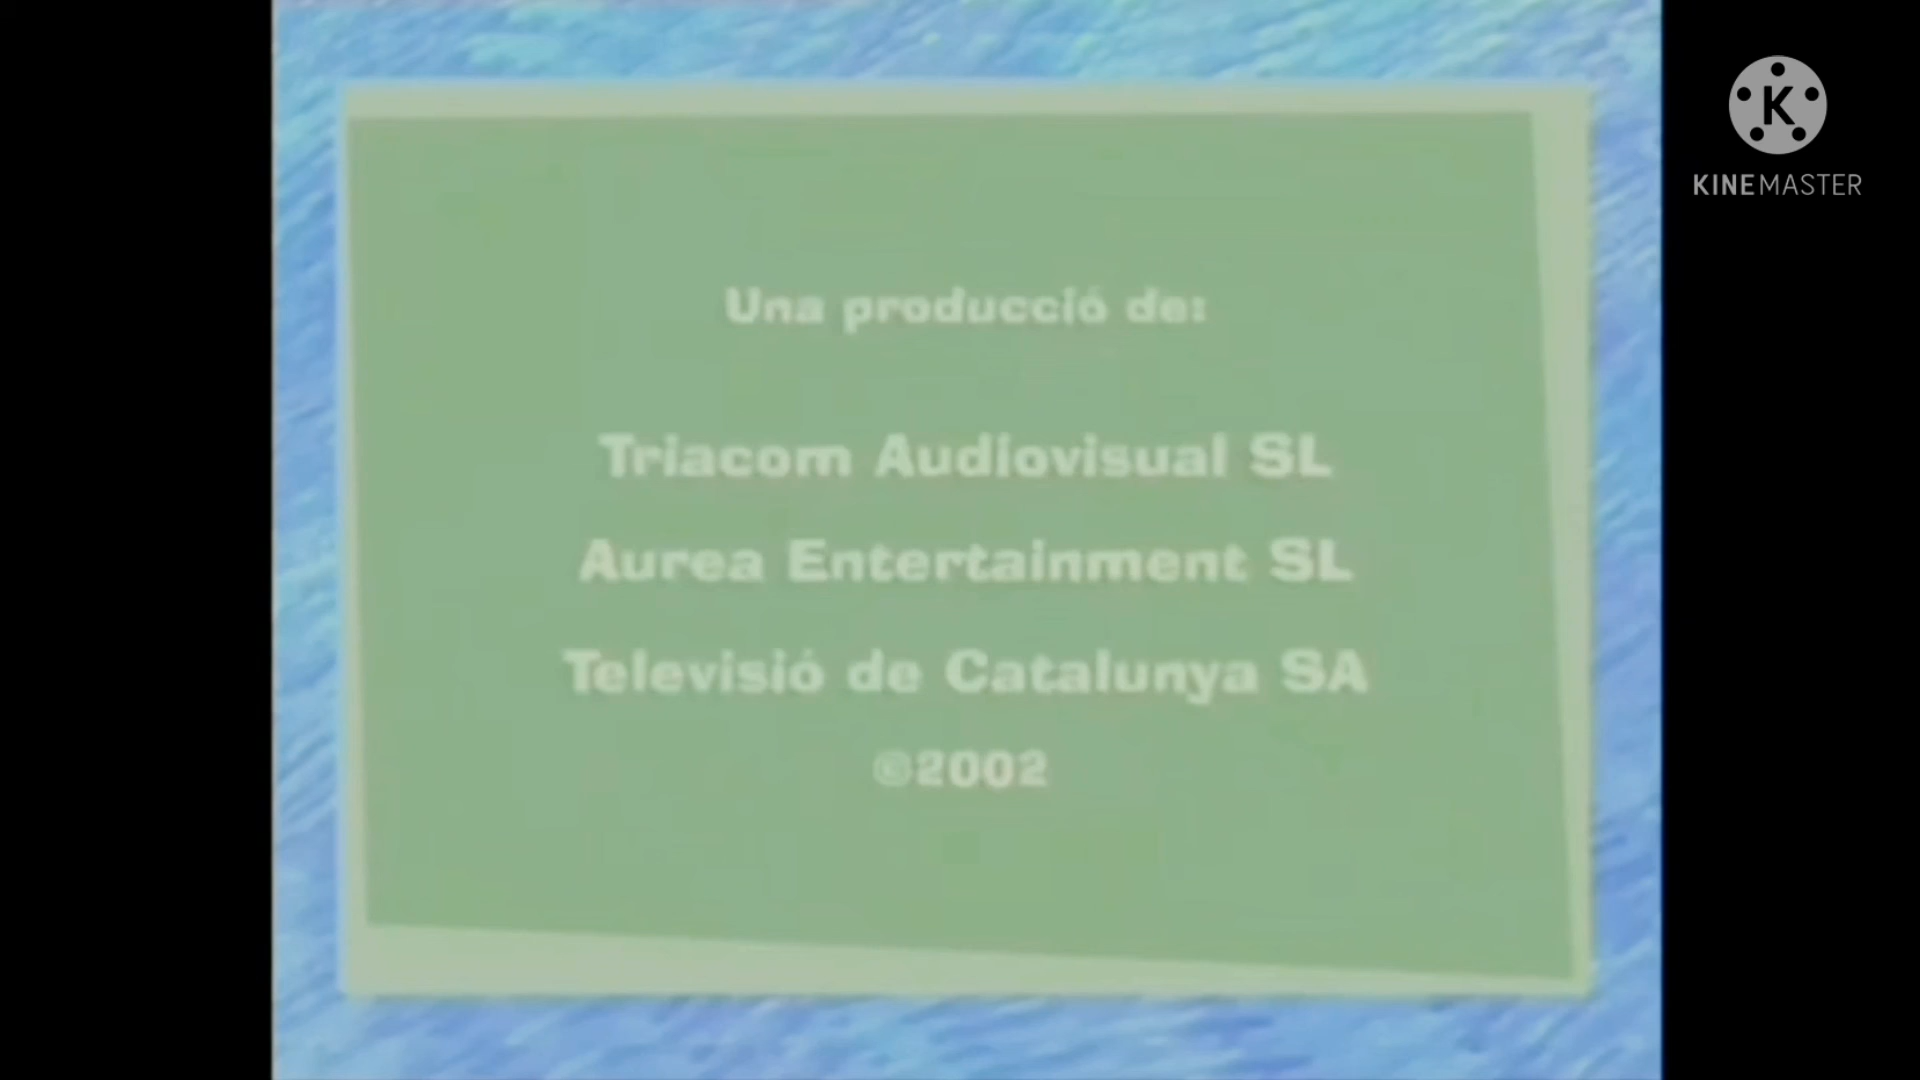 K
KINEMASTER
Una producció de:
Triacom Audiovisual SL
Aurea Entertainment SL
Televisió de Catalunya SA
©2002